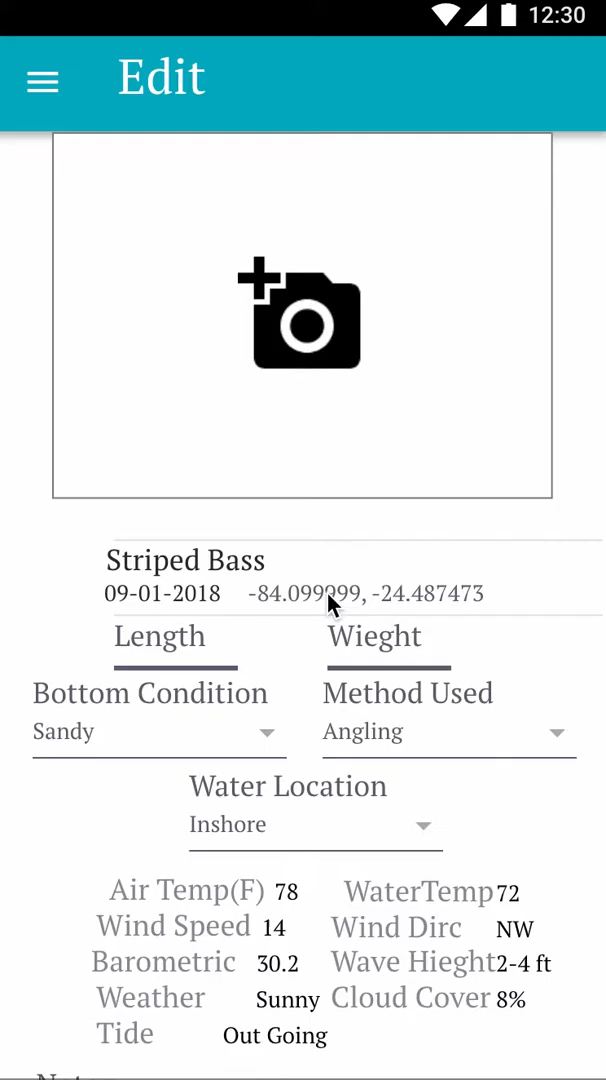 12:30
Edit
Striped Bass
09-01-2018 -84.099999, -24.487473
Length Wieght
Bottom Condition Method Used
Sandy Angling
Water Location
Inshore
Air Temp(F) 78 WaterTemp 72
Wind Speed 14 Wind Dirc NW
Barometric 30.2 Wave Hieght 2-4 ft
Weather Sunny Cloud Cover 8%
Tide Out Going